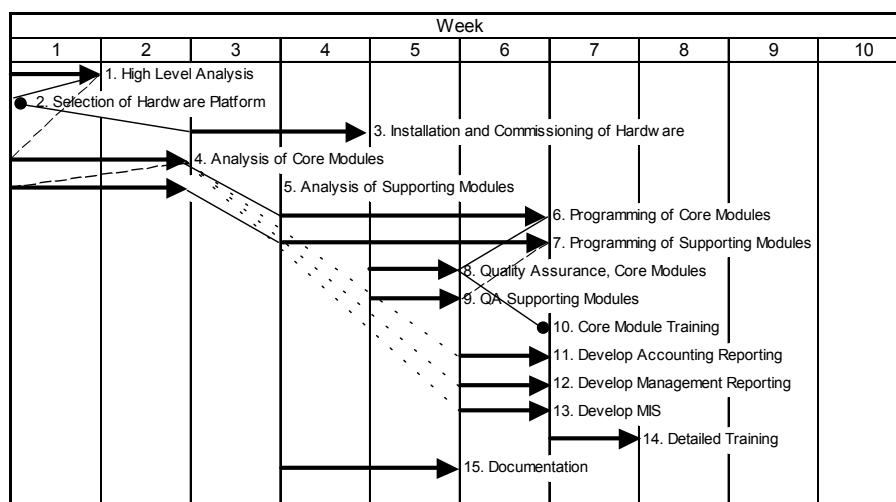 Week
1 2 3 4 5 6 7 8 9 10
1. High Level Analysis
2. Selection of Hardware Platform
3. Installation and Commissioning of Hardware
4. Analysis of Core Modules
5. Analysis of Supporting Modules
6. Programming of Core Modules
7. Programming of Supporting Modules
8. Quality Assurance, Core Modules
9. QA Supporting Modules
10. Core Module Training
11. Develop Accounting Reporting
12. Develop Management Reporting
13. Develop MIS
14. Detailed Training
15. Documentation